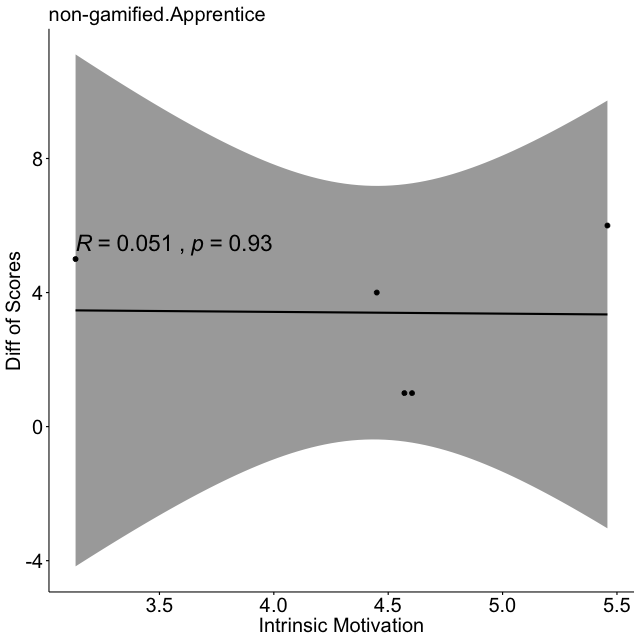 non-gamified.Apprentice
8
R = 0.051 , p = 0.93
Diff of Scores
4
0
-4
3.5 4.0 4.5 5.0 5.5
Intrinsic Motivation